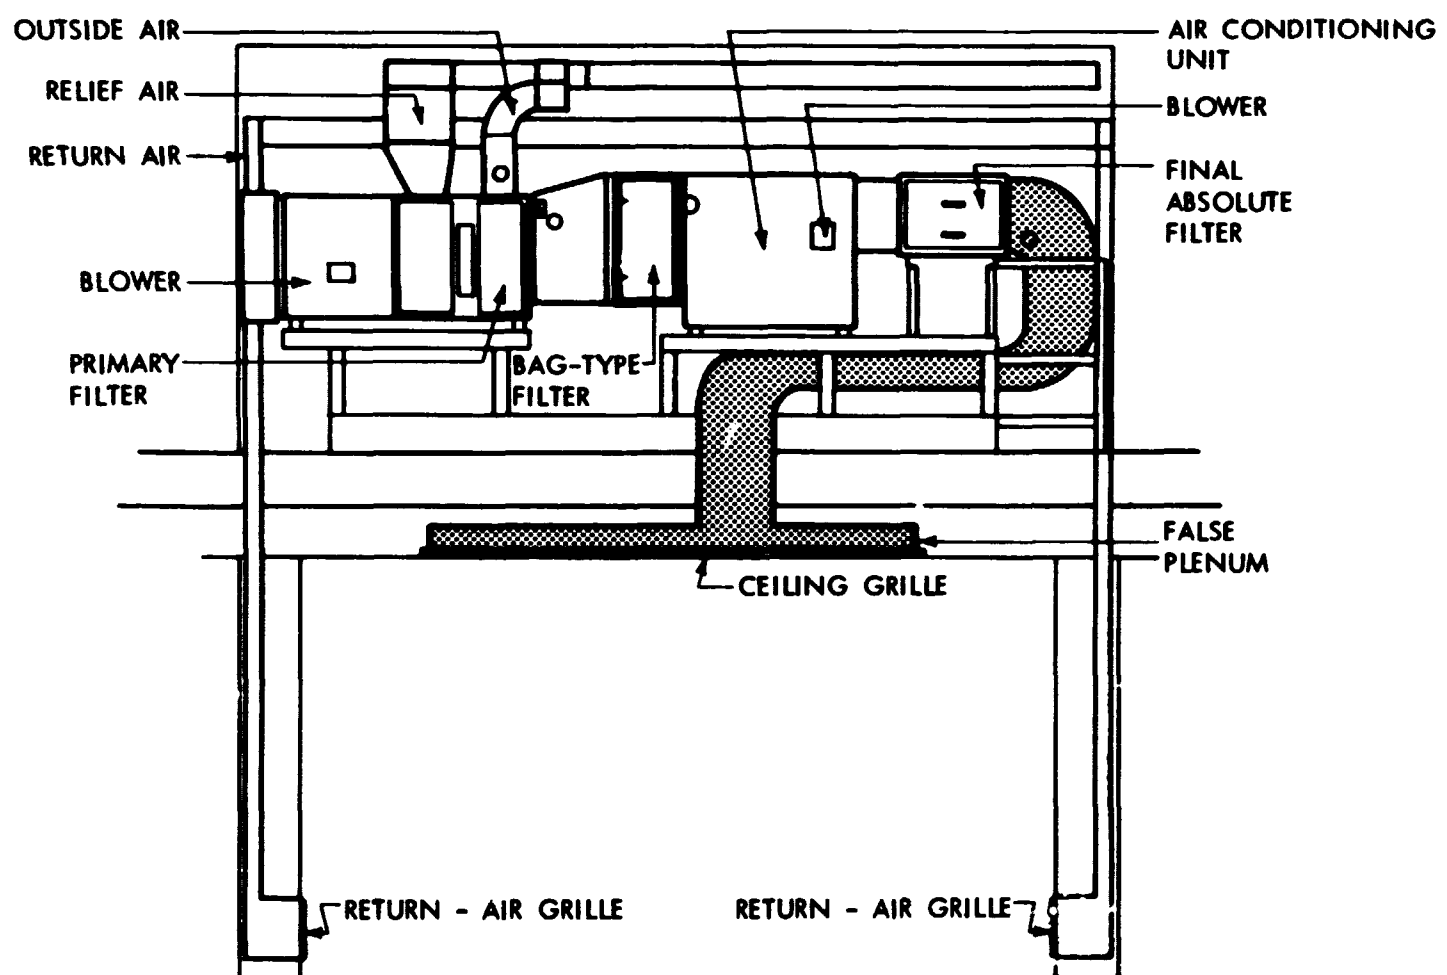 OUTSIDE AIR
RELIEF AIR
RETURN AIR
BLOWER
PRIMARY
FILTER
BAG-TYPE
FILTER
AIR CONDITIONING
UNIT
BLOWER
FINAL
ABSOLUTE
FILTER
FALSE
PLENUM
CEILING GRILLE
RETURN - AIR GRILLE
RETURN - AIR GRILLE